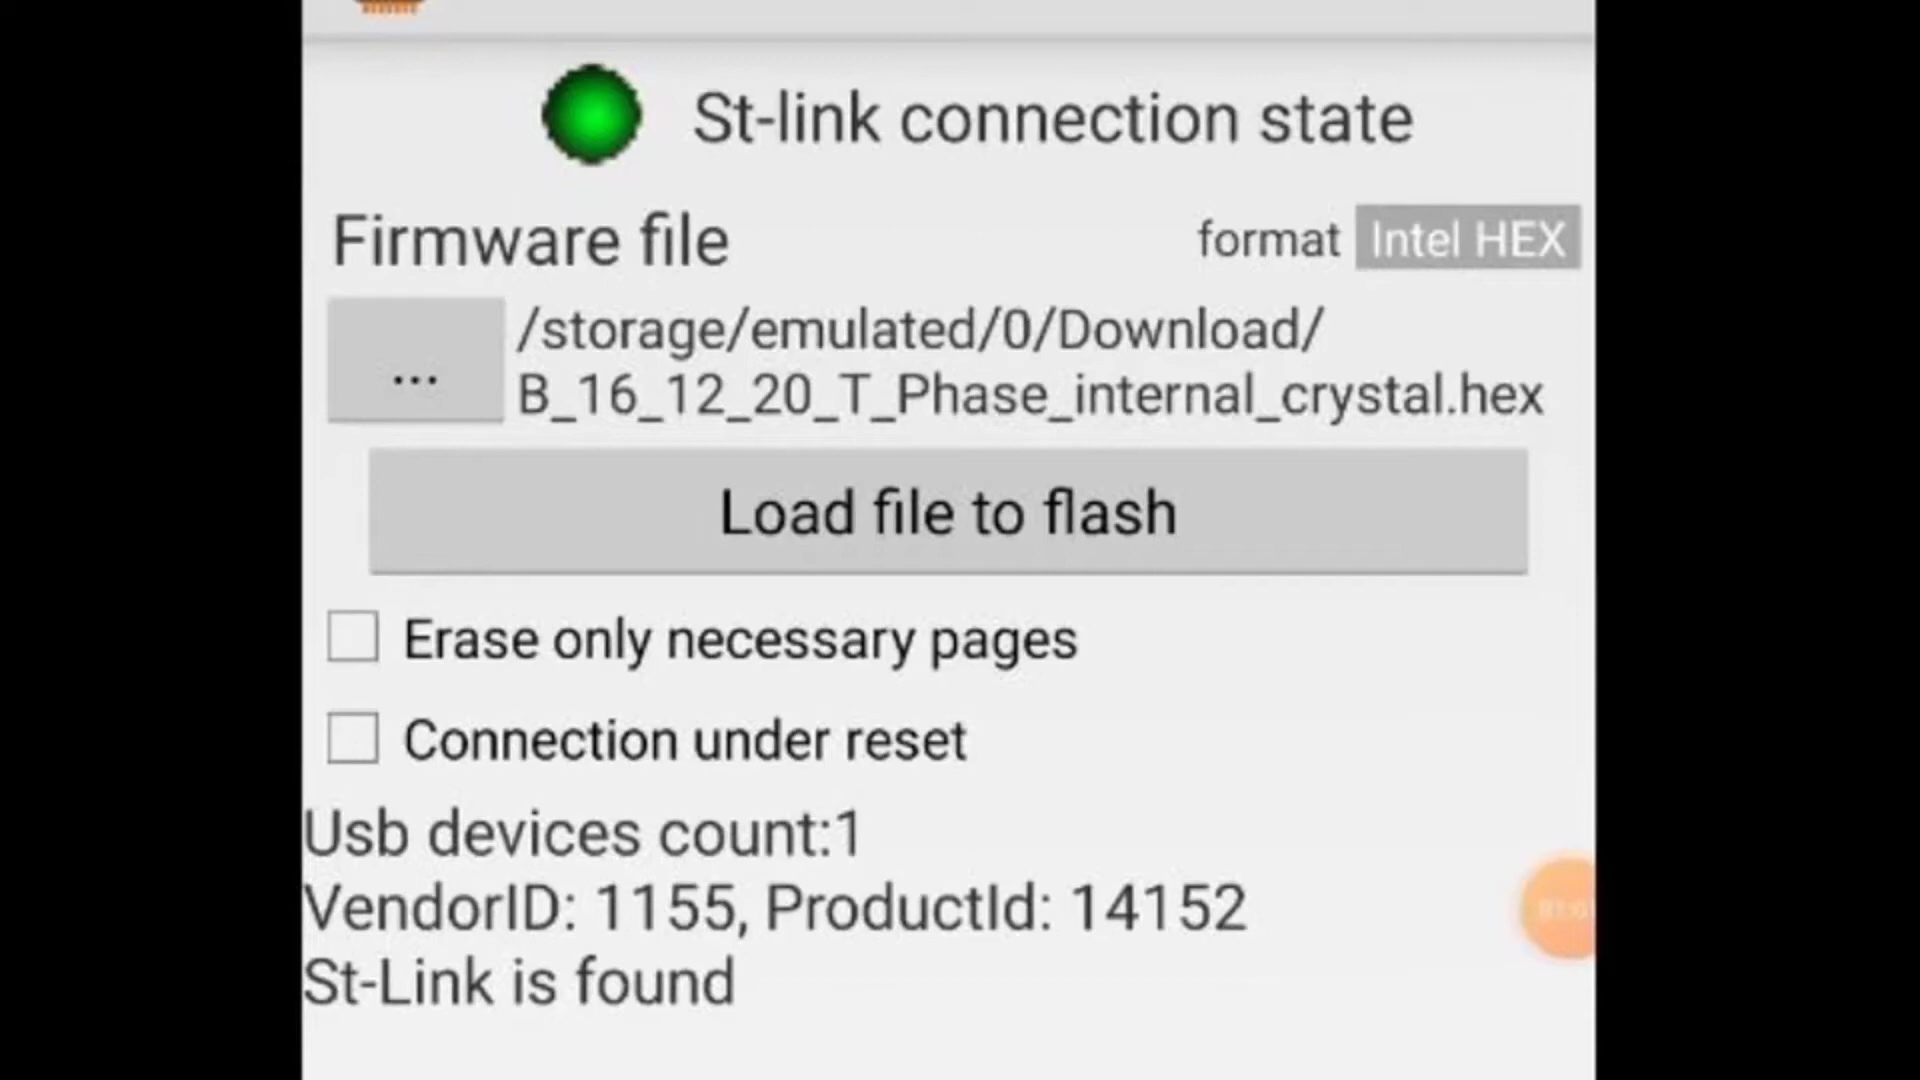 St-link connection state
Firmware file
format Intel HEX
... /storage/emulated/0/Download/
B_16_12_20_T_Phase_internal_crystal.hex
Load file to flash
Erase only necessary pages
Connection under reset
Usb devices count:1
VendorID: 1155, ProductId: 14152
St-Link is found